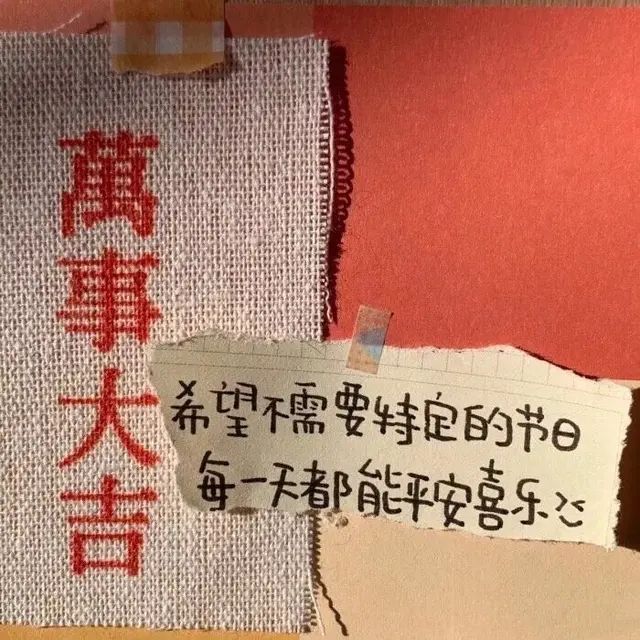 萬事大吉
希望不需要特定的节日
每一天都能平安喜乐